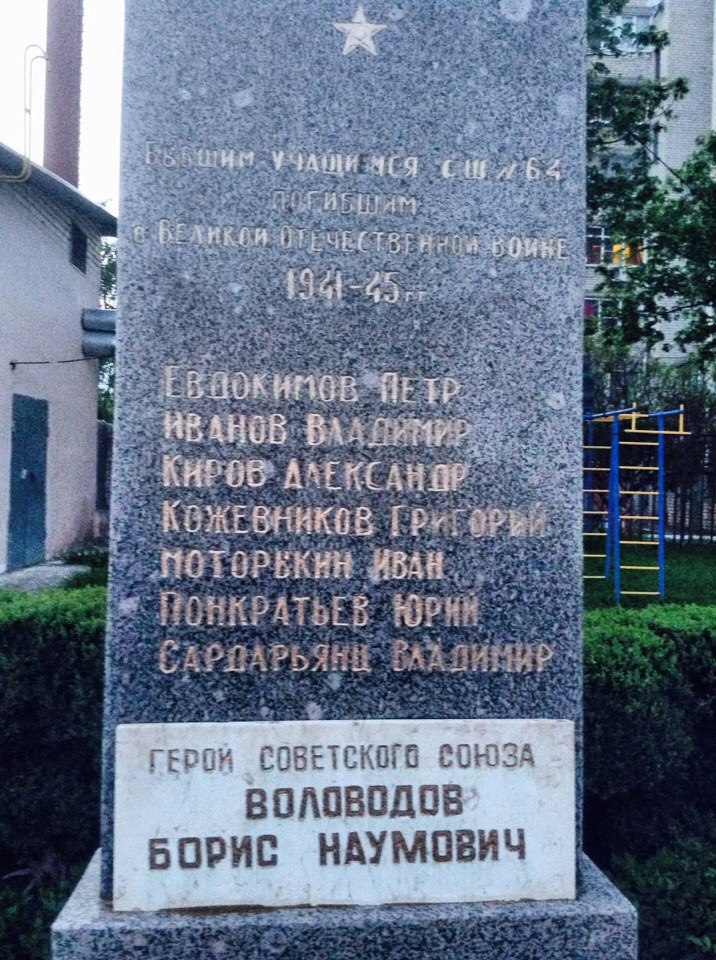 Бывшим учащимся СШ №64
погибшим
в Великой Отечественной войне
1941-45гг
Евдокимов Петр
Иванов Владимир
Киров Александр
Кожевников Григорий
Моторыкин Иван
Понкратьев Юрий
Сардарьянц Владимир
ГЕРОЙ СОВЕТСКОГО СОЮЗА
ВОЛОВОДОВ
БОРИС НАУМОВИЧ